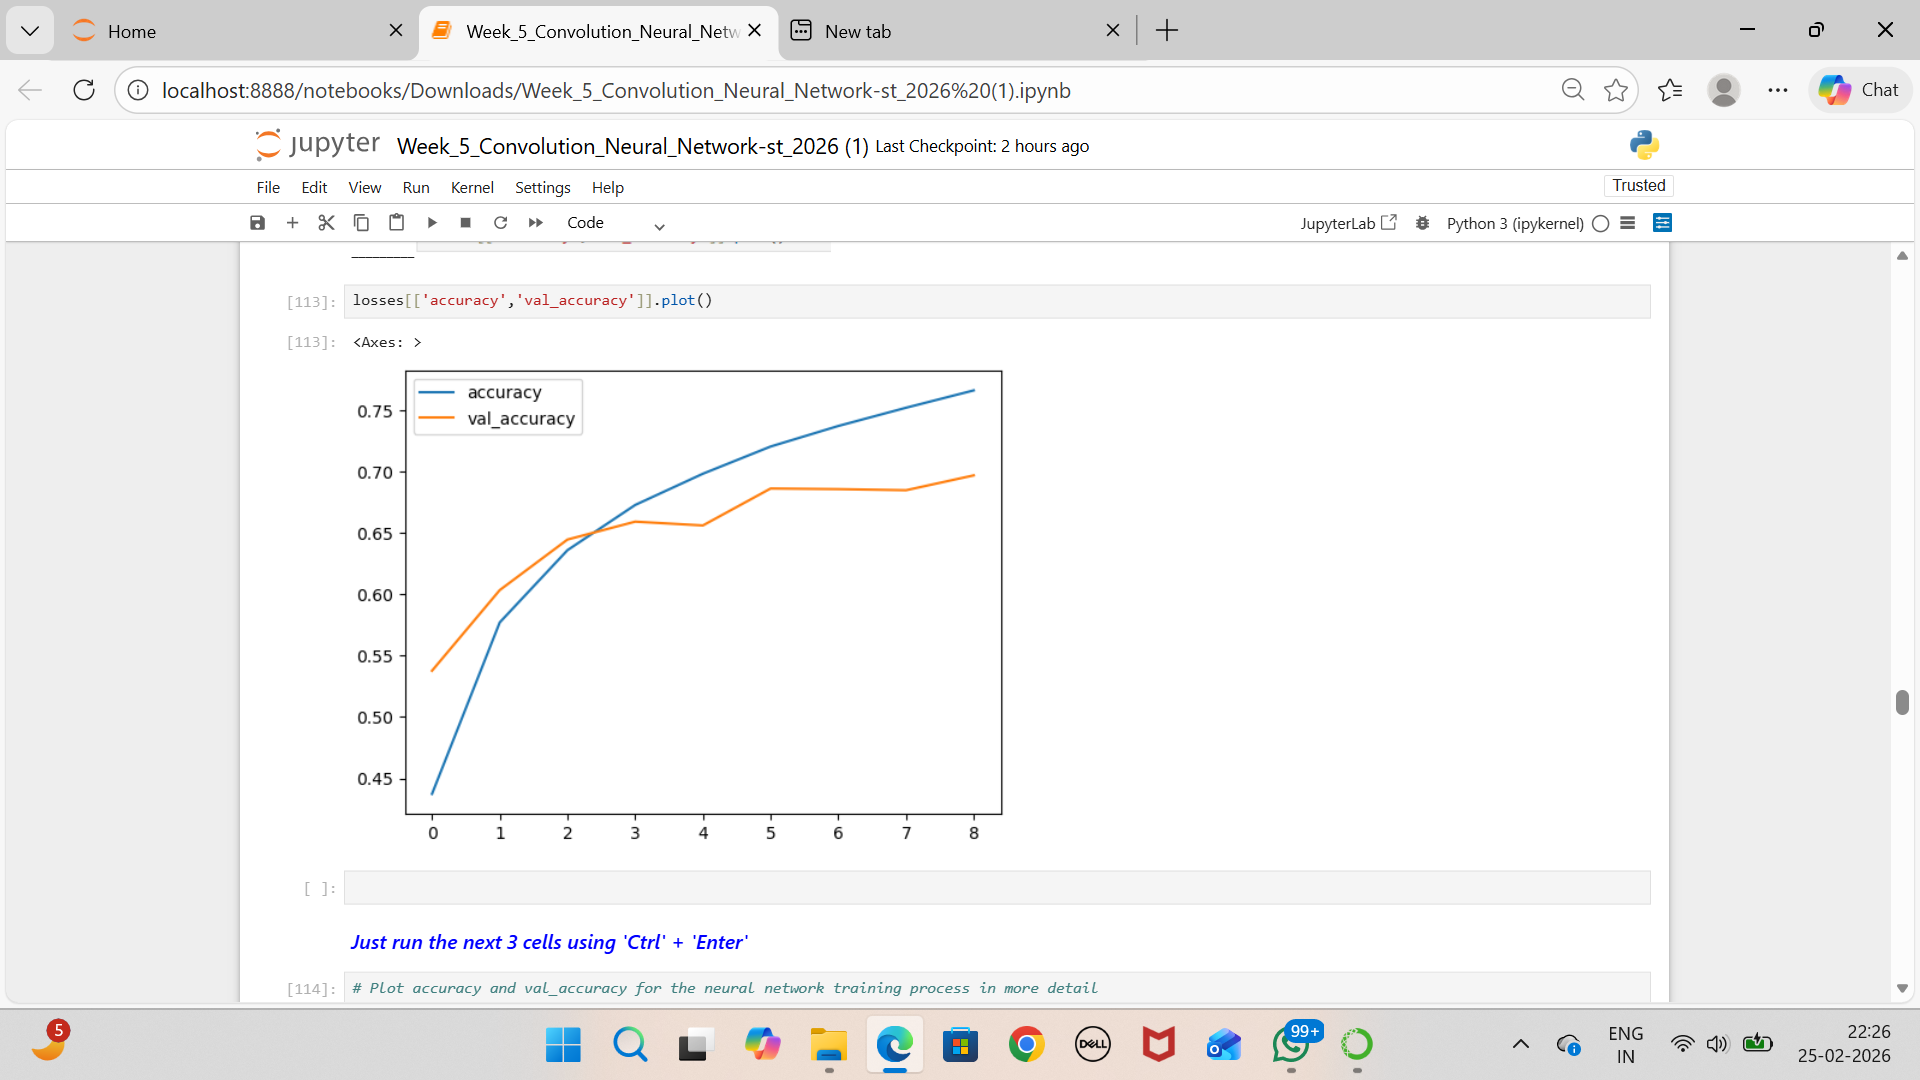 Home
Week_5_Convolution_Neural_Netw
New tab
localhost:8888/notebooks/Downloads/Week_5_Convolution_Neural_Network-st_2026%20(1).ipynb
Chat
jupyter
Week_5_Convolution_Neural_Network-st_2026 (1) Last Checkpoint: 2 hours ago
File Edit View Run Kernel Settings Help
Trusted
Code
JupyterLab
Python 3 (ipykernel)
[113]: losses[['accuracy','val_accuracy']].plot()
[113]: <Axes: >
accuracy
val_accuracy
0.75
0.70
0.65
0.60
0.55
0.50
0.45
0 1 2 3 4 5 6 7 8
[ ]:
Just run the next 3 cells using 'Ctrl' + 'Enter'
[114]: # Plot accuracy and val_accuracy for the neural network training process in more detail
5
DELL
99+
ENG
IN
22:26
25-02-2026